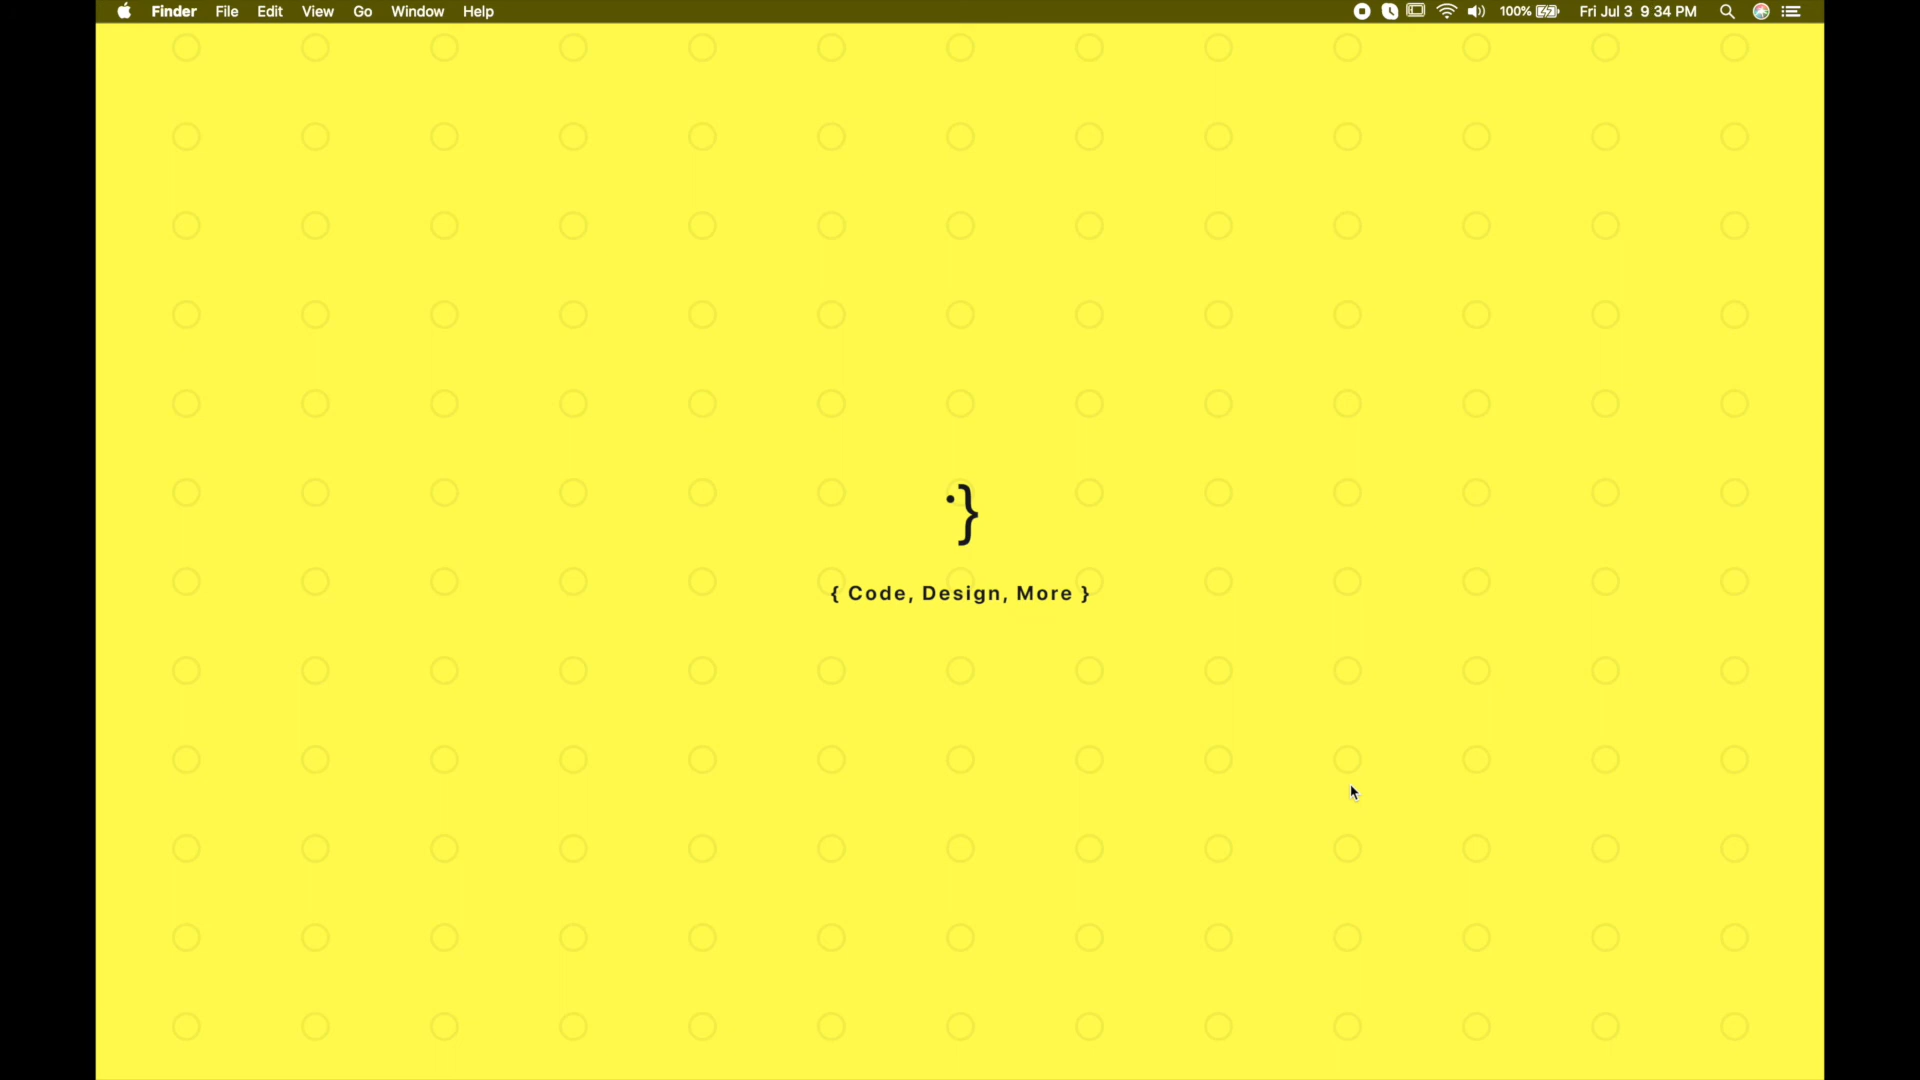 Finder File Edit View Go Window Help 100% Fri Jul 3 9 34 PM
·}
{ Code, Design, More }